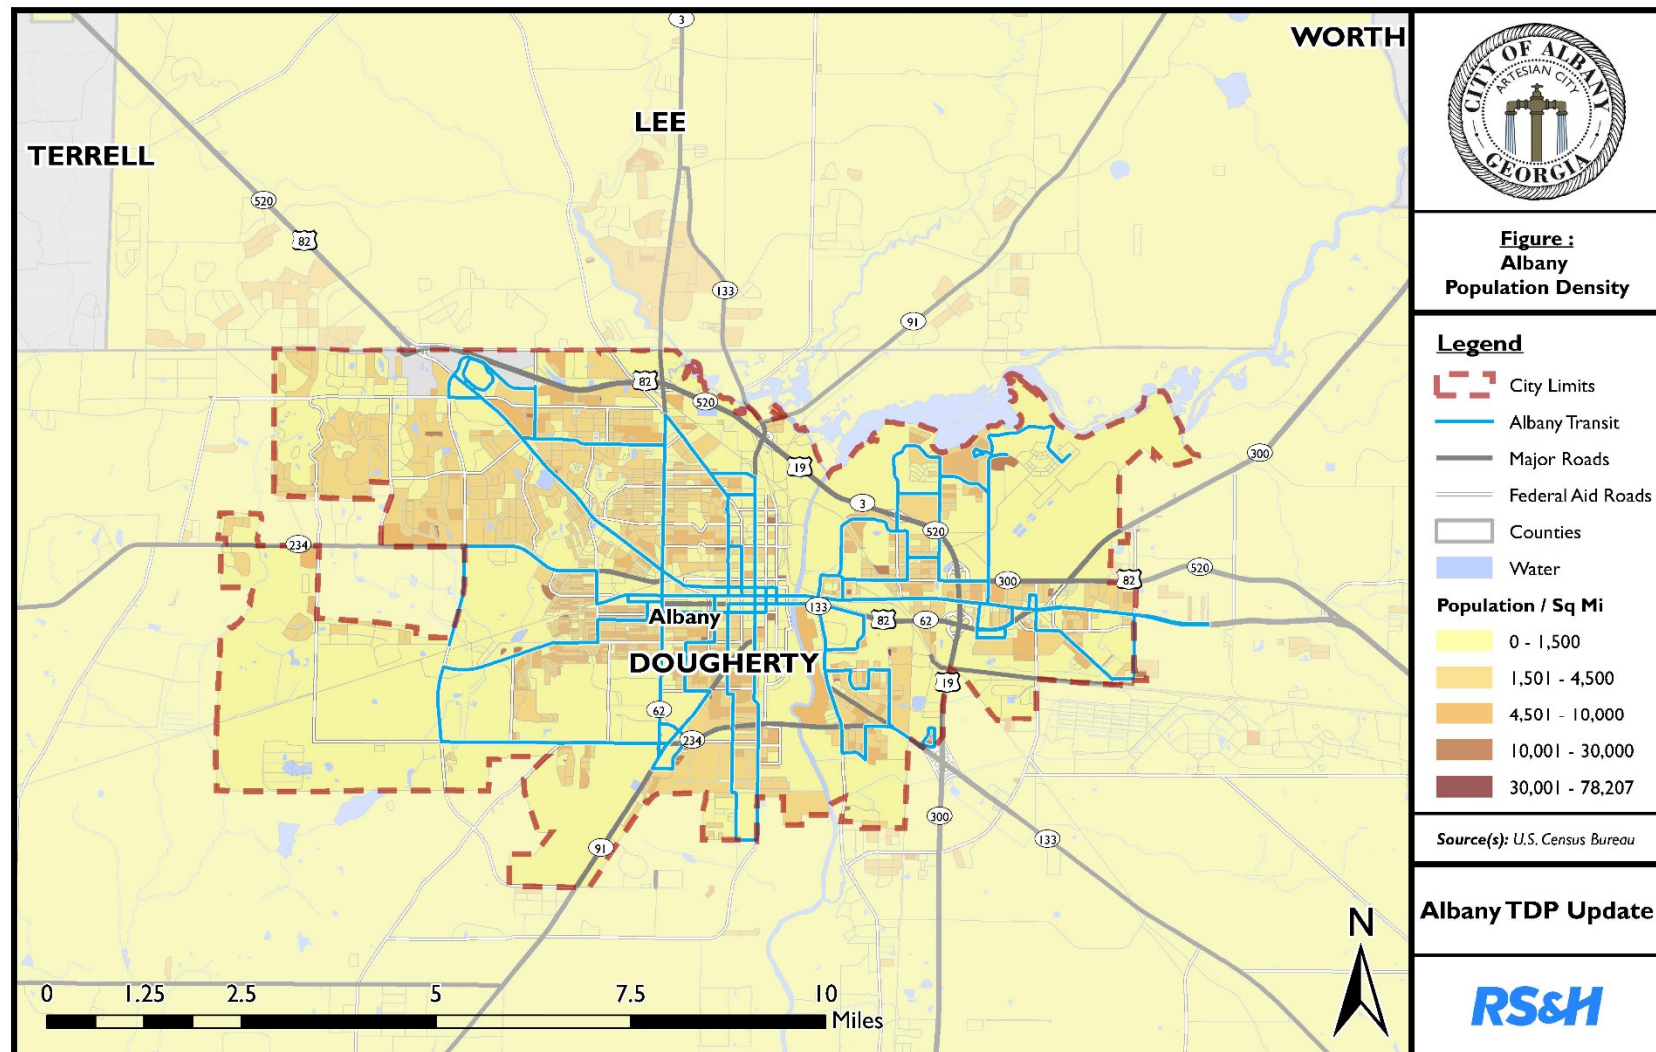 WORTH
LEE
TERRELL
3
520
82
133
91
82
520
19
300
3
234
520
300
82
520
Albany
133
82
62
DOUGHERTY
19
62
234
300
133
91
0 1.25 2.5 5 7.5 10
Miles
N
CITY OF ALBANY
ARTESIAN CITY
GEORGIA
Figure :
Albany
Population Density
Legend
City Limits
Albany Transit
Major Roads
Federal Aid Roads
Counties
Water
Population / Sq Mi
0 - 1,500
1,501 - 4,500
4,501 - 10,000
10,001 - 30,000
30,001 - 78,207
Source(s): U.S. Census Bureau
Albany TDP Update
RS&H